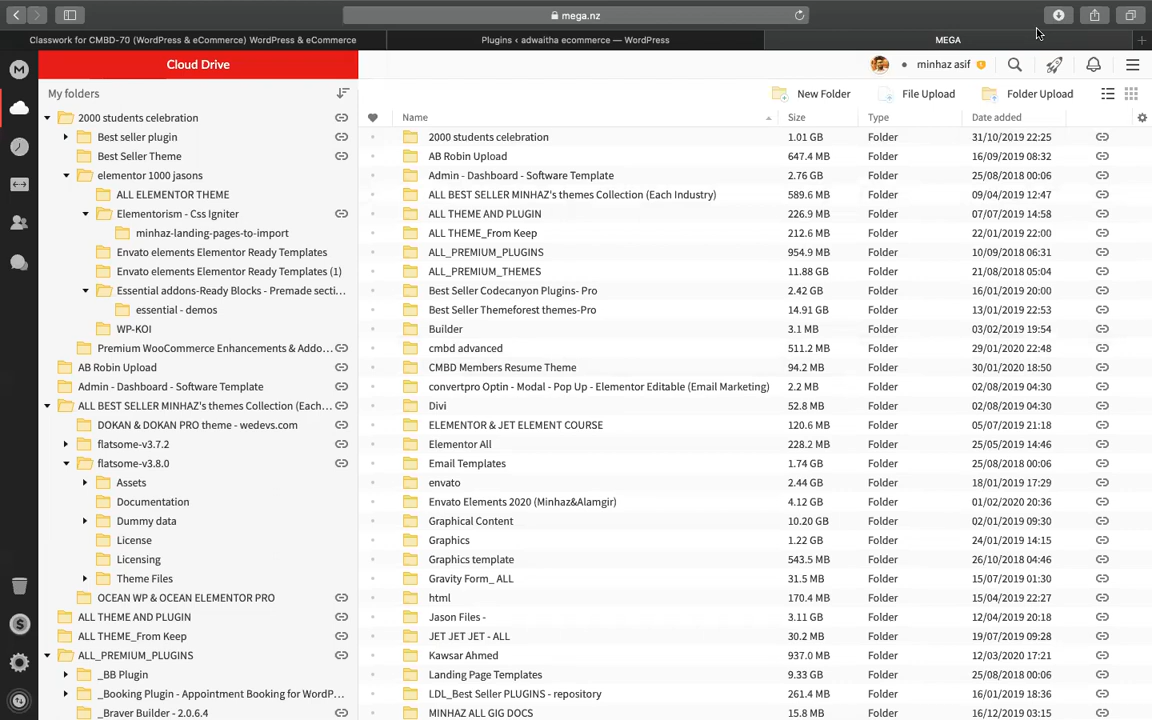 mega.nz
Classwork for CMBD-70 (WordPress & eCommerce) WordPress & eCommerce
Plugins ‹ adwaitha ecommerce — WordPress
MEGA
Cloud Drive
minhaz asif
My folders
New Folder
File Upload
Folder Upload
Name Size Type Date added
2000 students celebration
Best seller plugin
Best Seller Theme
elementor 1000 jasons
ALL ELEMENTOR THEME
Elementorism - Css Igniter
minhaz-landing-pages-to-import
Envato elements Elementor Ready Templates
Envato elements Elementor Ready Templates (1)
Essential addons-Ready Blocks - Premade secti...
essential - demos
WP-KOI
Premium WooCommerce Enhancements & Addo...
AB Robin Upload
Admin - Dashboard - Software Template
ALL BEST SELLER MINHAZ's themes Collection (Each...
DOKAN & DOKAN PRO theme - wedevs.com
flatsome-v3.7.2
flatsome-v3.8.0
Assets
Documentation
Dummy data
License
Licensing
Theme Files
OCEAN WP & OCEAN ELEMENTOR PRO
ALL THEME AND PLUGIN
ALL THEME_From Keep
ALL_PREMIUM_PLUGINS
_BB Plugin
_Booking Plugin - Appointment Booking for WordP...
_Braver Builder - 2.0.6.4
2000 students celebration 1.01 GB Folder 31/10/2019 22:25
AB Robin Upload 647.4 MB Folder 16/09/2019 08:32
Admin - Dashboard - Software Template 2.76 GB Folder 25/08/2018 00:06
ALL BEST SELLER MINHAZ's themes Collection (Each Industry) 589.6 MB Folder 09/04/2019 12:47
ALL THEME AND PLUGIN 226.9 MB Folder 07/07/2019 14:58
ALL THEME_From Keep 212.6 MB Folder 22/01/2019 22:00
ALL_PREMIUM_PLUGINS 954.9 MB Folder 10/09/2018 06:31
ALL_PREMIUM_THEMES 11.88 GB Folder 21/08/2018 05:04
Best Seller Codecanyon Plugins- Pro 2.42 GB Folder 16/01/2019 20:00
Best Seller Themeforest themes-Pro 14.91 GB Folder 13/01/2019 22:53
Builder 3.1 MB Folder 03/02/2019 19:54
cmbd advanced 511.2 MB Folder 29/01/2020 22:48
CMBD Members Resume Theme 94.2 MB Folder 30/01/2020 18:50
convertpro Optin - Modal - Pop Up - Elementor Editable (Email Marketing) 2.2 MB Folder 02/08/2019 04:30
Divi 52.8 MB Folder 02/08/2019 04:30
ELEMENTOR & JET ELEMENT COURSE 120.6 MB Folder 05/07/2019 21:18
Elementor All 228.2 MB Folder 25/05/2019 14:46
Email Templates 1.74 GB Folder 25/08/2018 00:06
envato 2.44 GB Folder 18/01/2019 17:29
Envato Elements 2020 (Minhaz&Alamgir) 4.12 GB Folder 01/02/2020 20:36
Graphical Content 10.20 GB Folder 02/01/2019 09:30
Graphics 1.22 GB Folder 24/01/2019 14:15
Graphics template 543.5 MB Folder 26/10/2018 04:46
Gravity Form_ ALL 31.5 MB Folder 15/07/2019 01:30
html 170.4 MB Folder 15/04/2019 22:27
Jason Files - 3.11 GB Folder 12/04/2019 20:18
JET JET JET - ALL 30.2 MB Folder 19/07/2019 09:28
Kawsar Ahmed 937.0 MB Folder 12/03/2020 17:21
Landing Page Templates 9.33 GB Folder 25/08/2018 00:06
LDL_Best Seller PLUGINS - repository 261.4 MB Folder 16/01/2019 18:36
MINHAZ ALL GIG DOCS 15.8 MB Folder 16/12/2019 03:15